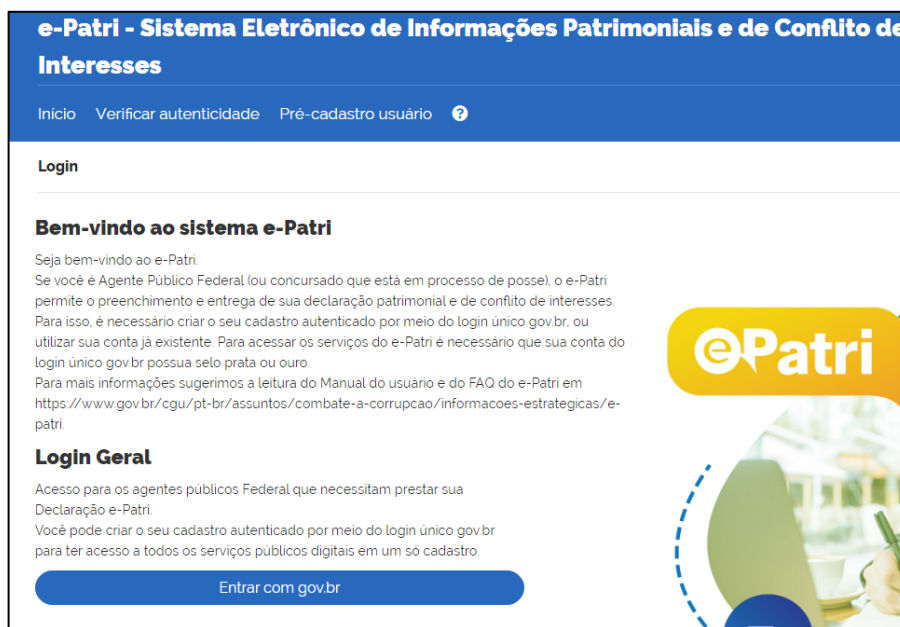 e-Patri - Sistema Eletrônico de Informações Patrimoniais e de Conflito de
Interesses
Início Verificar autenticidade Pré-cadastro usuário ?
Login
Bem-vindo ao sistema e-Patri
Seja bem-vindo ao e-Patri.
Se você é Agente Público Federal (ou concursado que está em processo de posse), o e-Patri
permite o preenchimento e entrega de sua declaração patrimonial e de conflito de interesses.
Para isso, é necessário criar o seu cadastro autenticado por meio do login único gov.br, ou
utilizar sua conta já existente. Para acessar os serviços do e-Patri é necessário que sua conta do
login único gov.br possua selo prata ou ouro.
Para mais informações sugerimos a leitura do Manual do usuário e do FAQ do e-Patri em
https://www.gov.br/cgu/pt-br/assuntos/combate-a-corrupcao/informacoes-estrategicas/e-
patri.
ePatri
Login Geral
Acesso para os agentes públicos Federal que necessitam prestar sua
Declaração e-Patri.
Você pode criar o seu cadastro autenticado por meio do login único gov.br
para ter acesso a todos os serviços públicos digitais em um só cadastro.
Entrar com gov.br